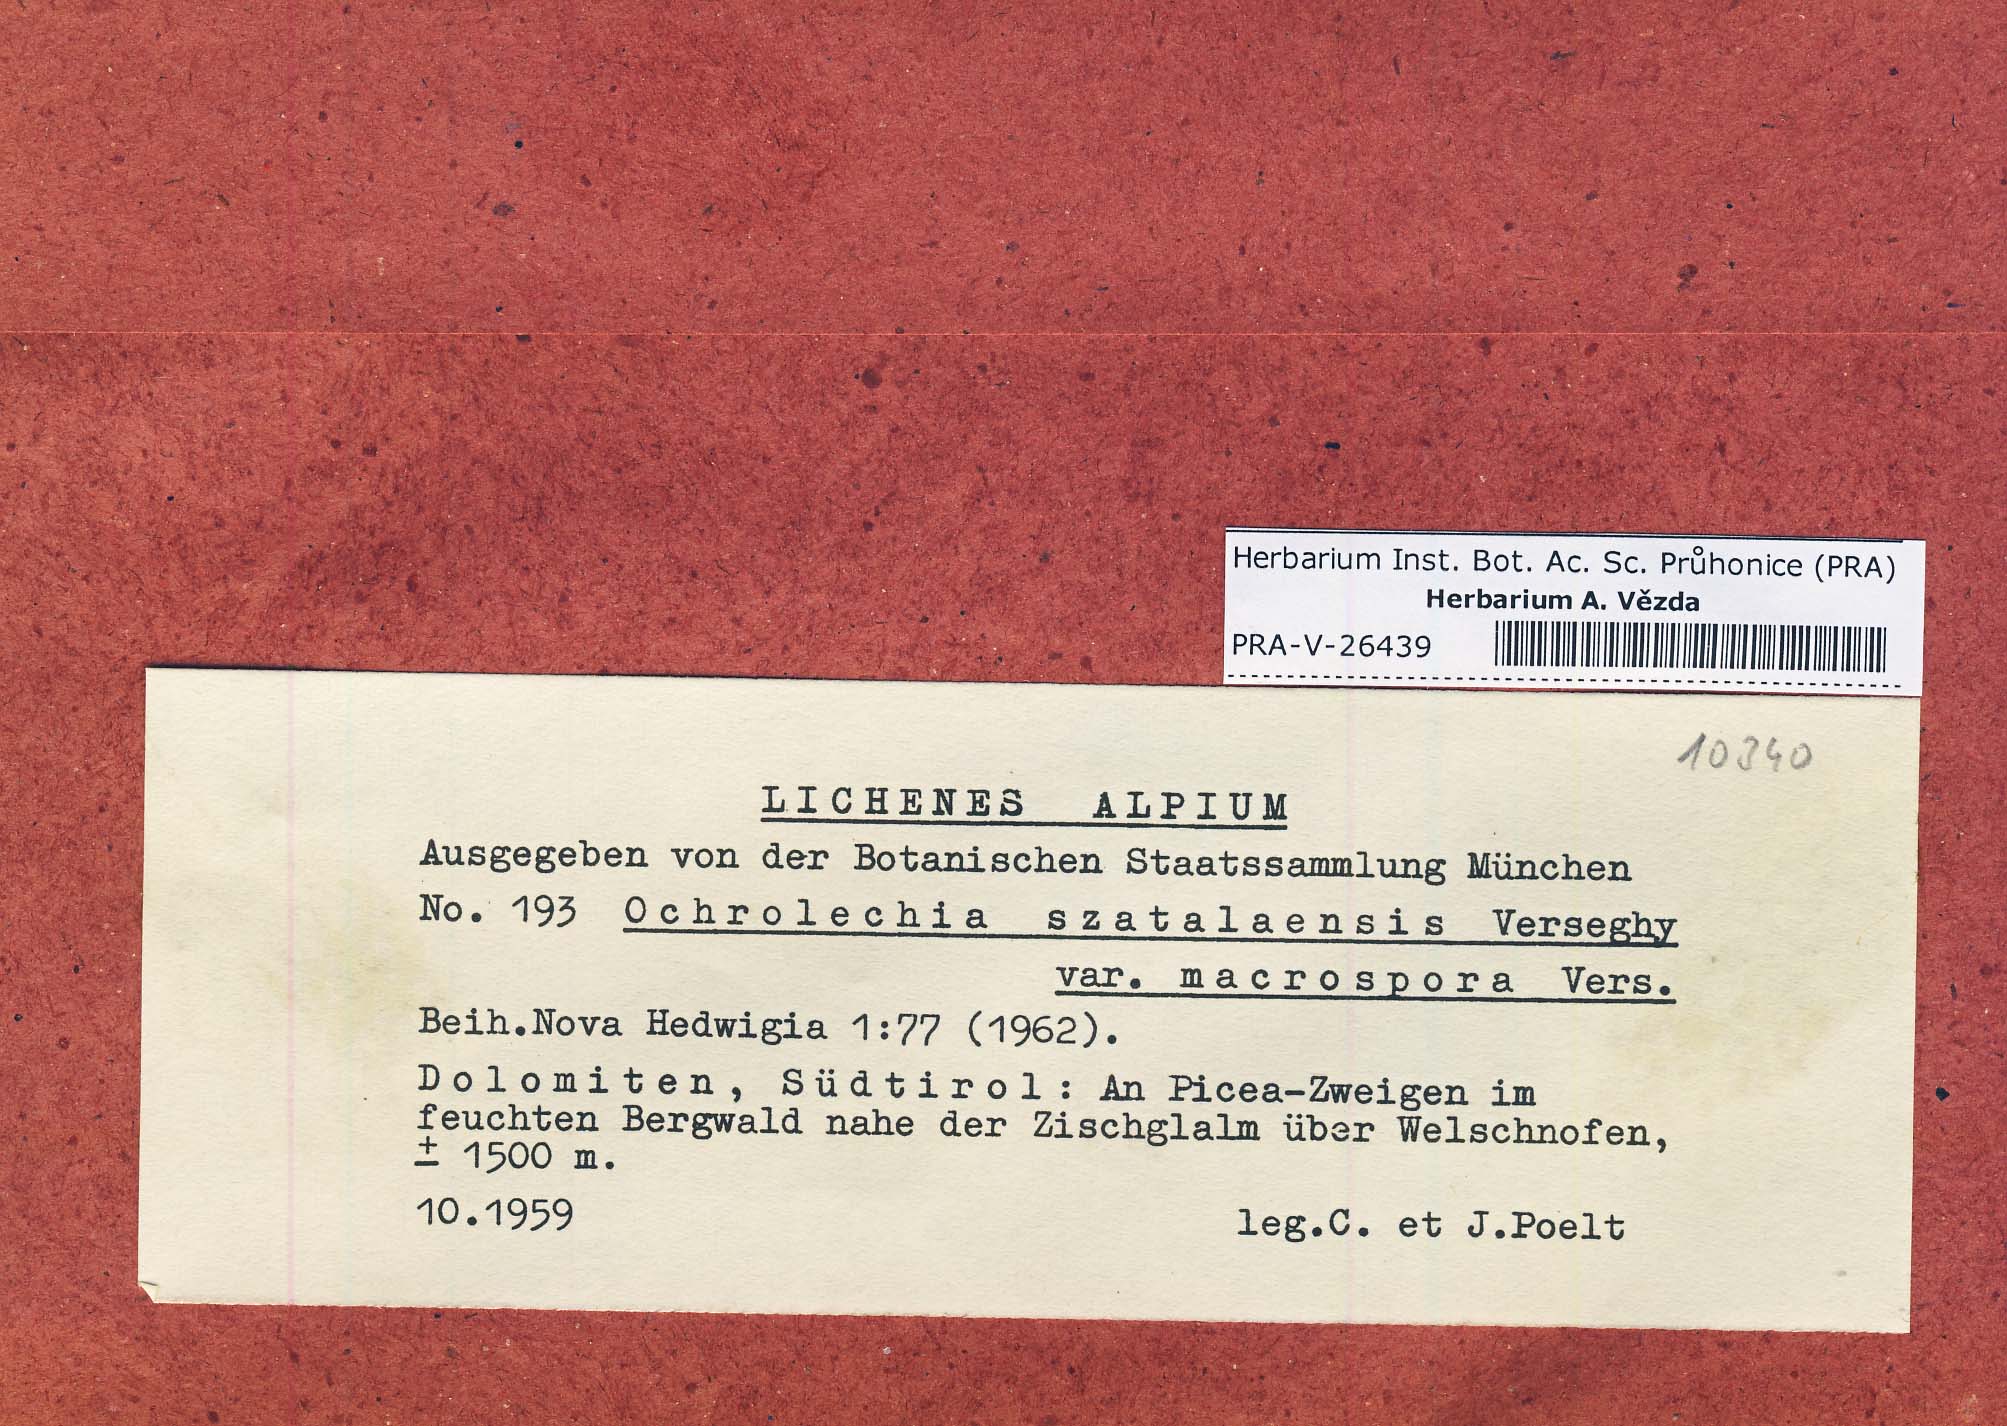 Herbarium Inst. Bot. Ac. Sc. Průhonice (PRA)
Herbarium A. Vězda
PRA-V-26439
10340
LICHENES ALPIUM
Ausgegeben von der Botanischen Staatssammlung München
No. 193 Ochrolechia szatalaensis Verseghy
var. macrospora Vers.
Beih.Nova Hedwigia 1:77 (1962).
Dolomiten, Südtirol: An Picea-Zweigen im
feuchten Bergwald nahe der Zischglalm über Welschnofen,
± 1500 m.
10.1959 leg.C. et J.Poelt